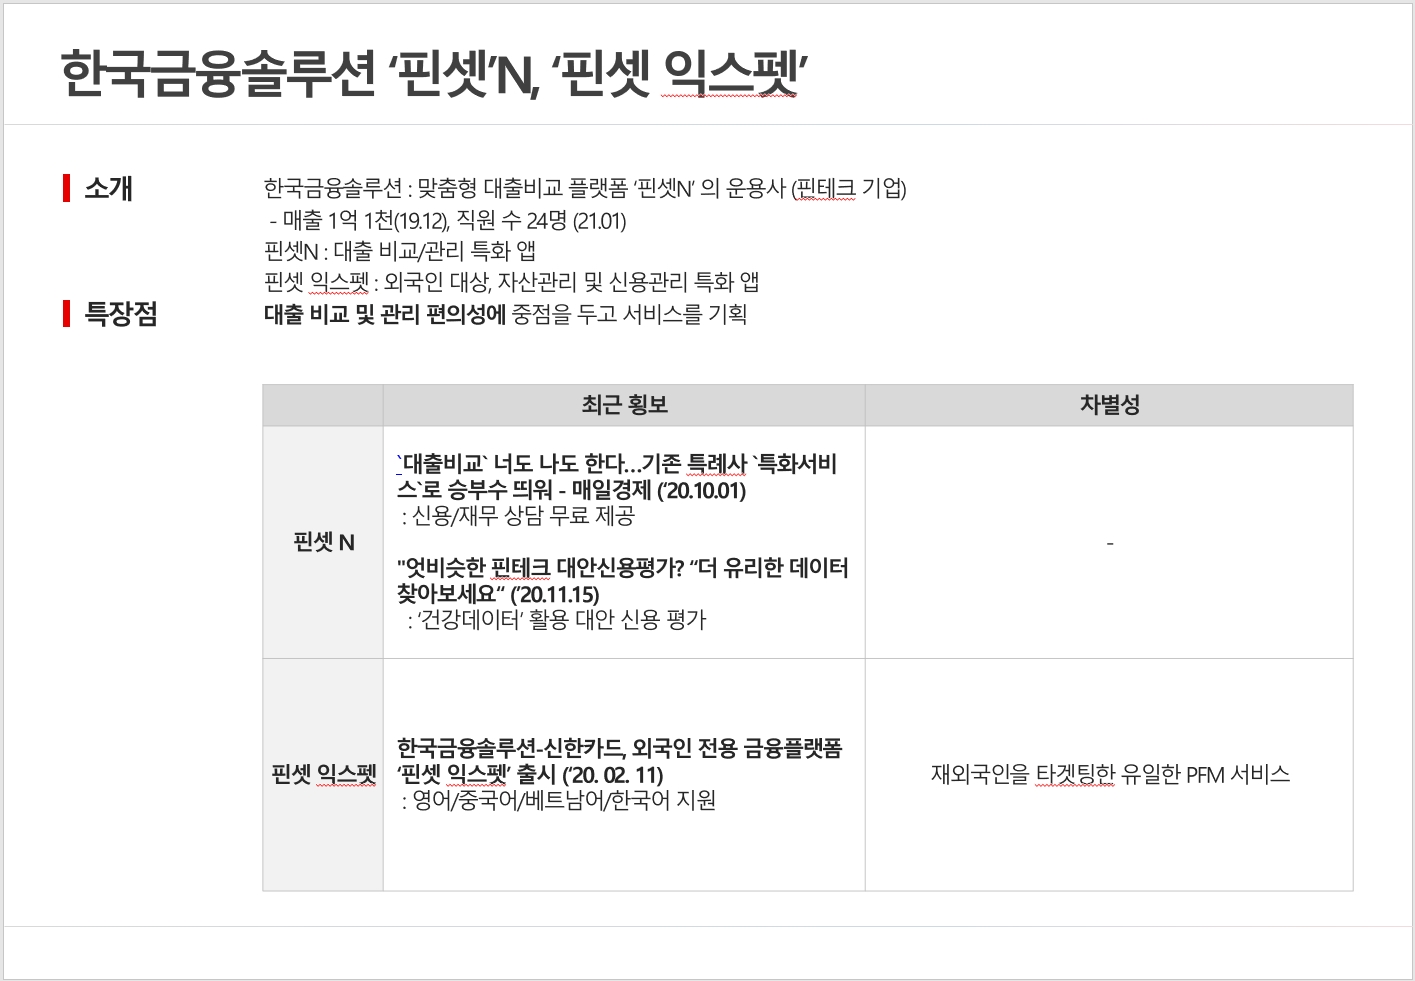 한국금융솔루션 ‘핀셋’N, ‘핀셋 익스펫’
소개
한국금융솔루션 : 맞춤형 대출비교 플랫폼 ‘핀셋N’ 의 운용사 (핀테크 기업)
- 매출 1억 1천(19.12), 직원 수 24명 (21.01)
핀셋N : 대출 비교/관리 특화 앱
핀셋 익스펫 : 외국인 대상, 자산관리 및 신용관리 특화 앱
특장점
대출 비교 및 관리 편의성에 중점을 두고 서비스를 기획
최근 횡보
차별성
핀셋 N
`대출비교` 너도 나도 한다…기존 특례사 `특화서비
스`로 승부수 띄워 - 매일경제 (‘20.10.01)
: 신용/재무 상담 무료 제공
"엇비슷한 핀테크 대안신용평가? “더 유리한 데이터
찾아보세요“ (’20.11.15)
: ‘건강데이터’ 활용 대안 신용 평가
-
핀셋 익스펫
한국금융솔루션-신한카드, 외국인 전용 금융플랫폼
‘핀셋 익스펫’ 출시 (‘20. 02. 11)
: 영어/중국어/베트남어/한국어 지원
재외국인을 타겟팅한 유일한 PFM 서비스